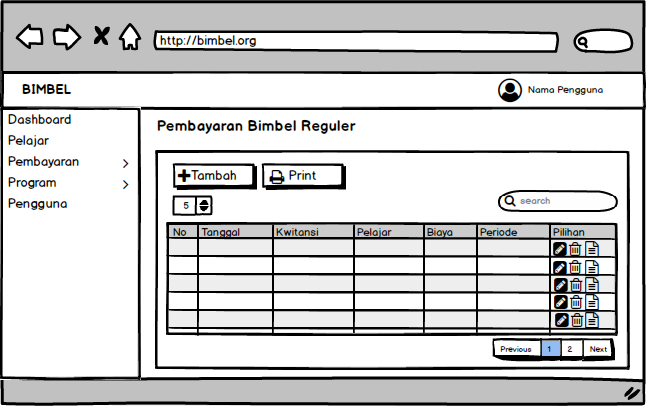 http://bimbel.org
BIMBEL
Nama Pengguna
Dashboard
Pelajar
Pembayaran
Program
Pengguna
Pembayaran Bimbel Reguler
Tambah
Print
5
search
No Tanggal Kwitansi Pelajar Biaya Periode Pilihan
Previous 1 2 Next